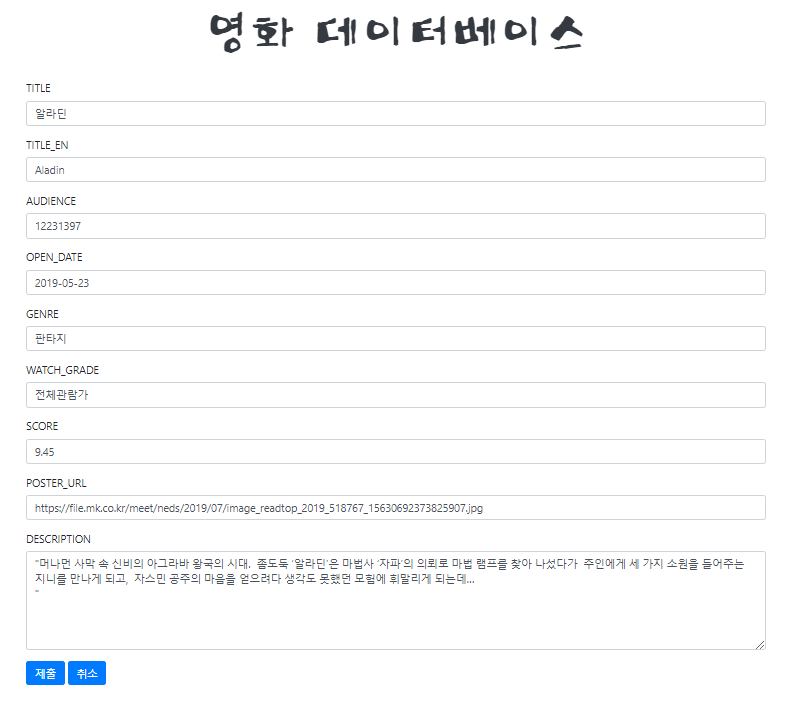 영화 데이터베이스
TITLE
알라딘
TITLE_EN
Aladin
AUDIENCE
12231397
OPEN_DATE
2019-05-23
GENRE
판타지
WATCH_GRADE
전체관람가
SCORE
9.45
POSTER_URL
https://file.mk.co.kr/meet/neds/2019/07/image_readtop_2019_518767_15630692373825907.jpg
DESCRIPTION
"머나먼 사막 속 신비의 아그라바 왕국의 시대. 좀도둑 '알라딘'은 마법사 '자파'의 의뢰로 마법 램프를 찾아 나섰다가 주인에게 세 가지 소원을 들어주는
지니를 만나게 되고, 자스민 공주의 마음을 얻으려다 생각도 못했던 모험에 휘말리게 되는데...
"
제출 취소